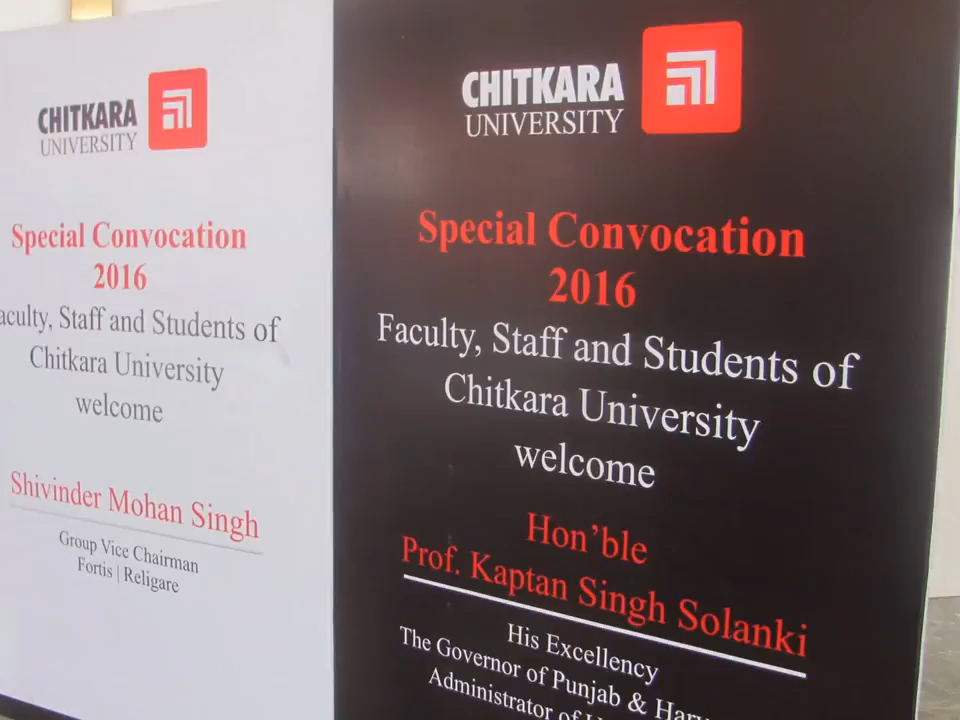 CHITKARA
UNIVERSITY
Special Convocation
2016
aculty, Staff and Students of
Chitkara University
welcome
Shivinder Mohan Singh
Group Vice Chairman
Fortis | Religare
CHITKARA
UNIVERSITY
Special Convocation
2016
Faculty, Staff and Students of
Chitkara University
welcome
Hon'ble
Prof. Kaptan Singh Solanki
His Excellency
The Governor of Punjab &
Administrator of